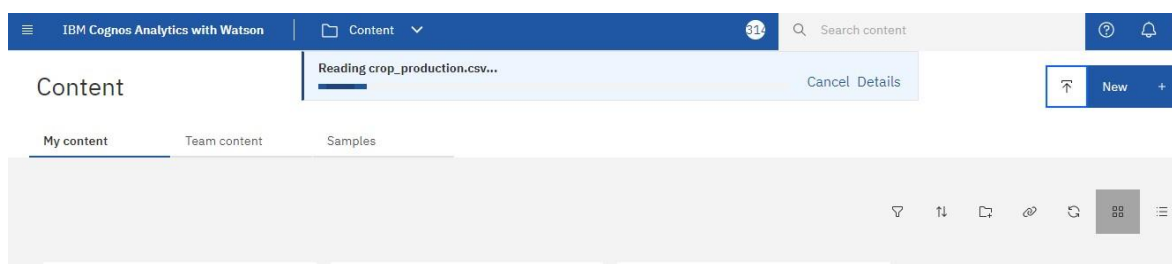 IBM Cognos Analytics with Watson
Content
314
Search content
Reading crop_production.csv...
Cancel Details
Content
New +
My content
Team content
Samples